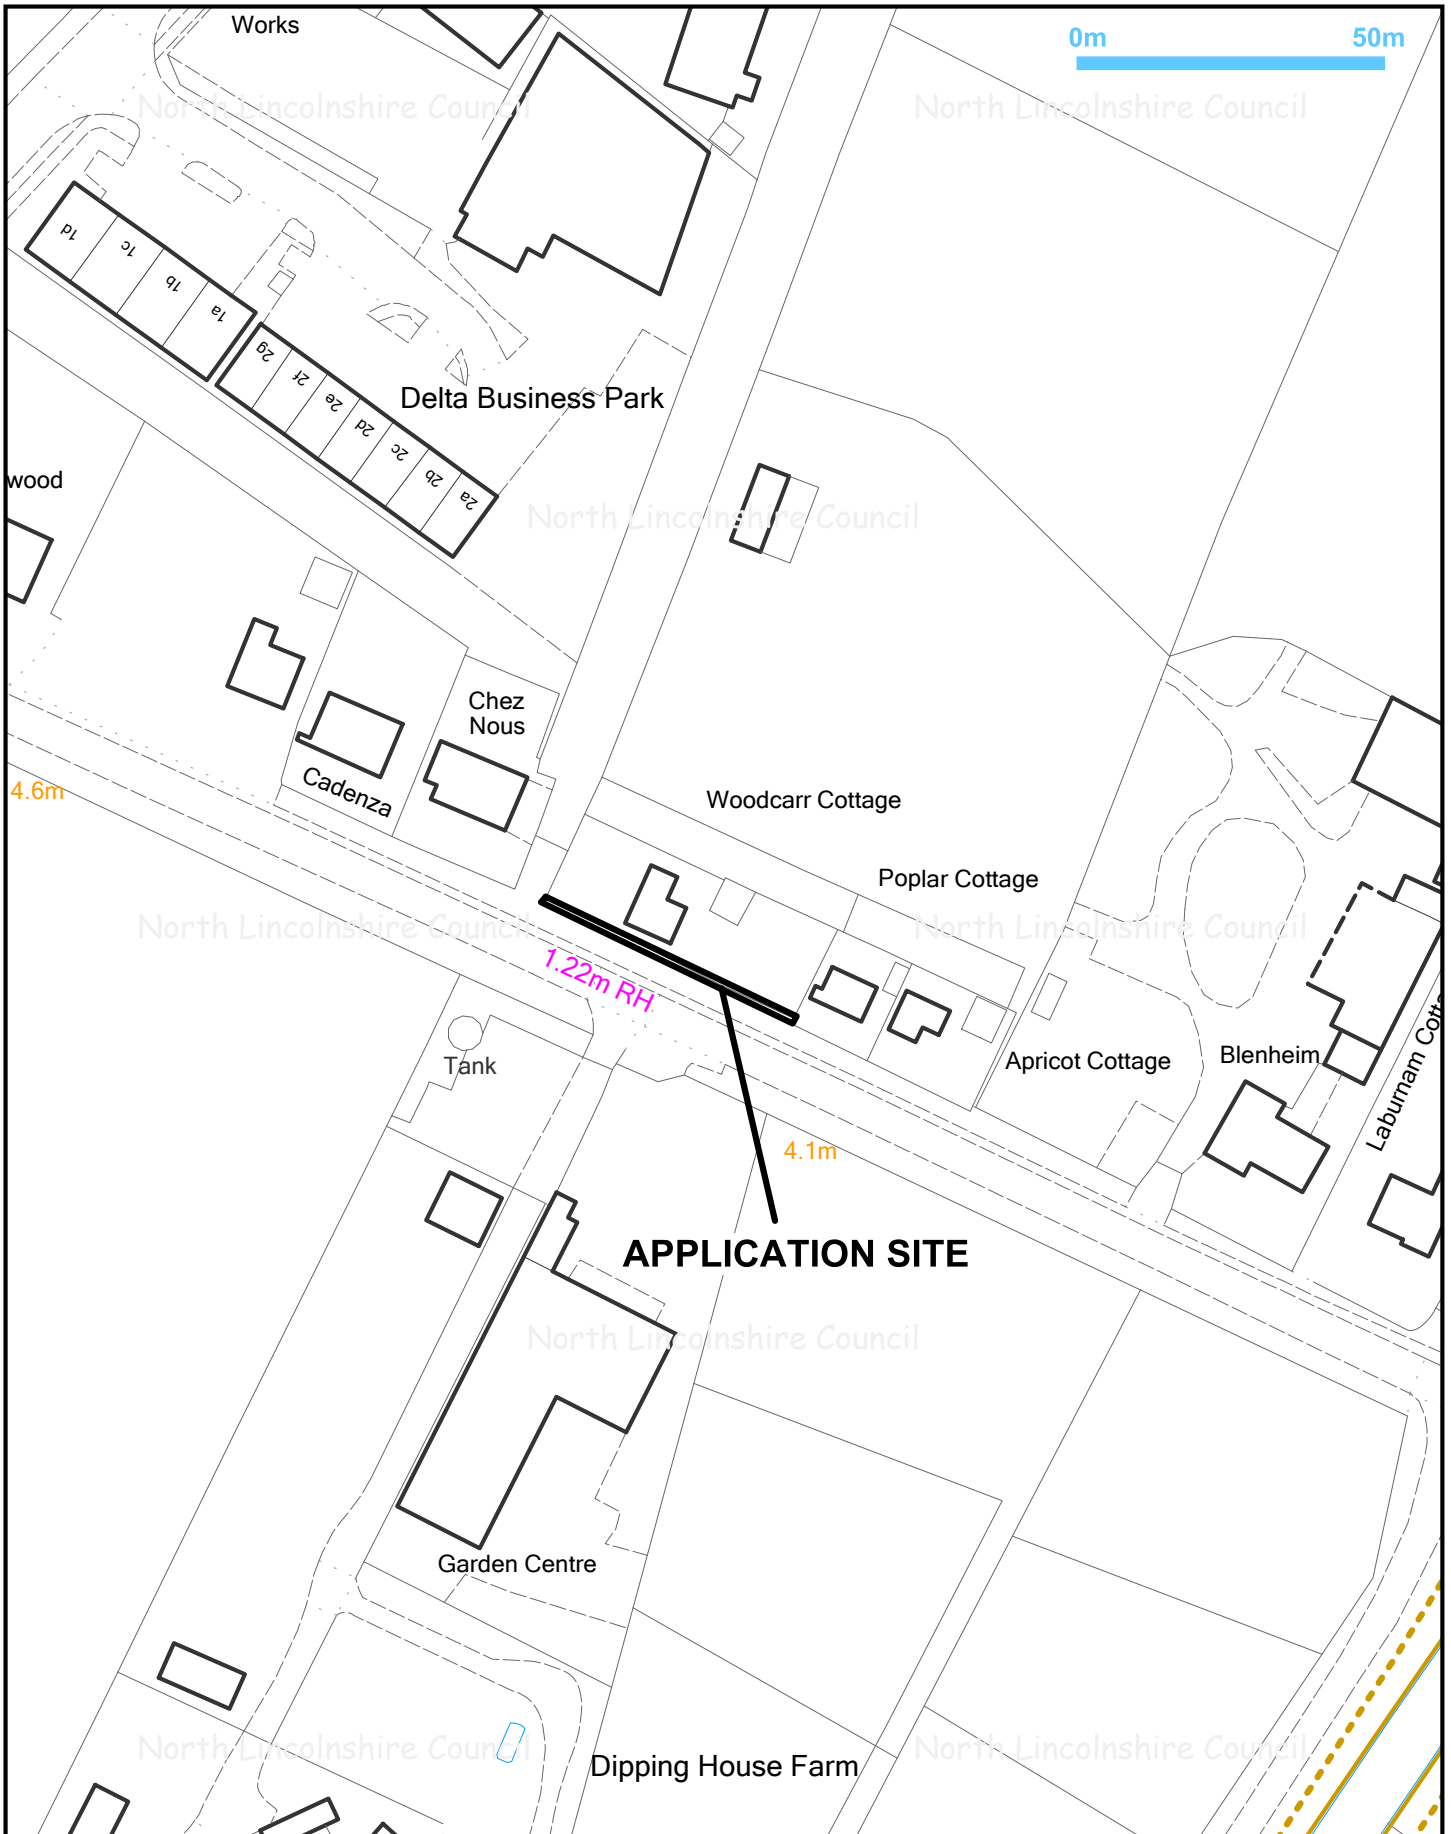 Works
0m 50m
North Lincolnshire Council
North Lincolnshire Council
1d
1c
1b
1a
2g
2f
2e
2d
2c
2b
2a
Delta Business Park
wood
North Lincolnshire Council
Chez
Nous
Cadenza
4.6m
Woodcarr Cottage
Poplar Cottage
North Lincolnshire Council
North Lincolnshire Council
1.22m RH
Tank
Apricot Cottage
Blenheim
Laburnam Cotta
4.1m
APPLICATION SITE
North Lincolnshire Council
Garden Centre
North Lincolnshire Council
North Lincolnshire Council
Dipping House Farm